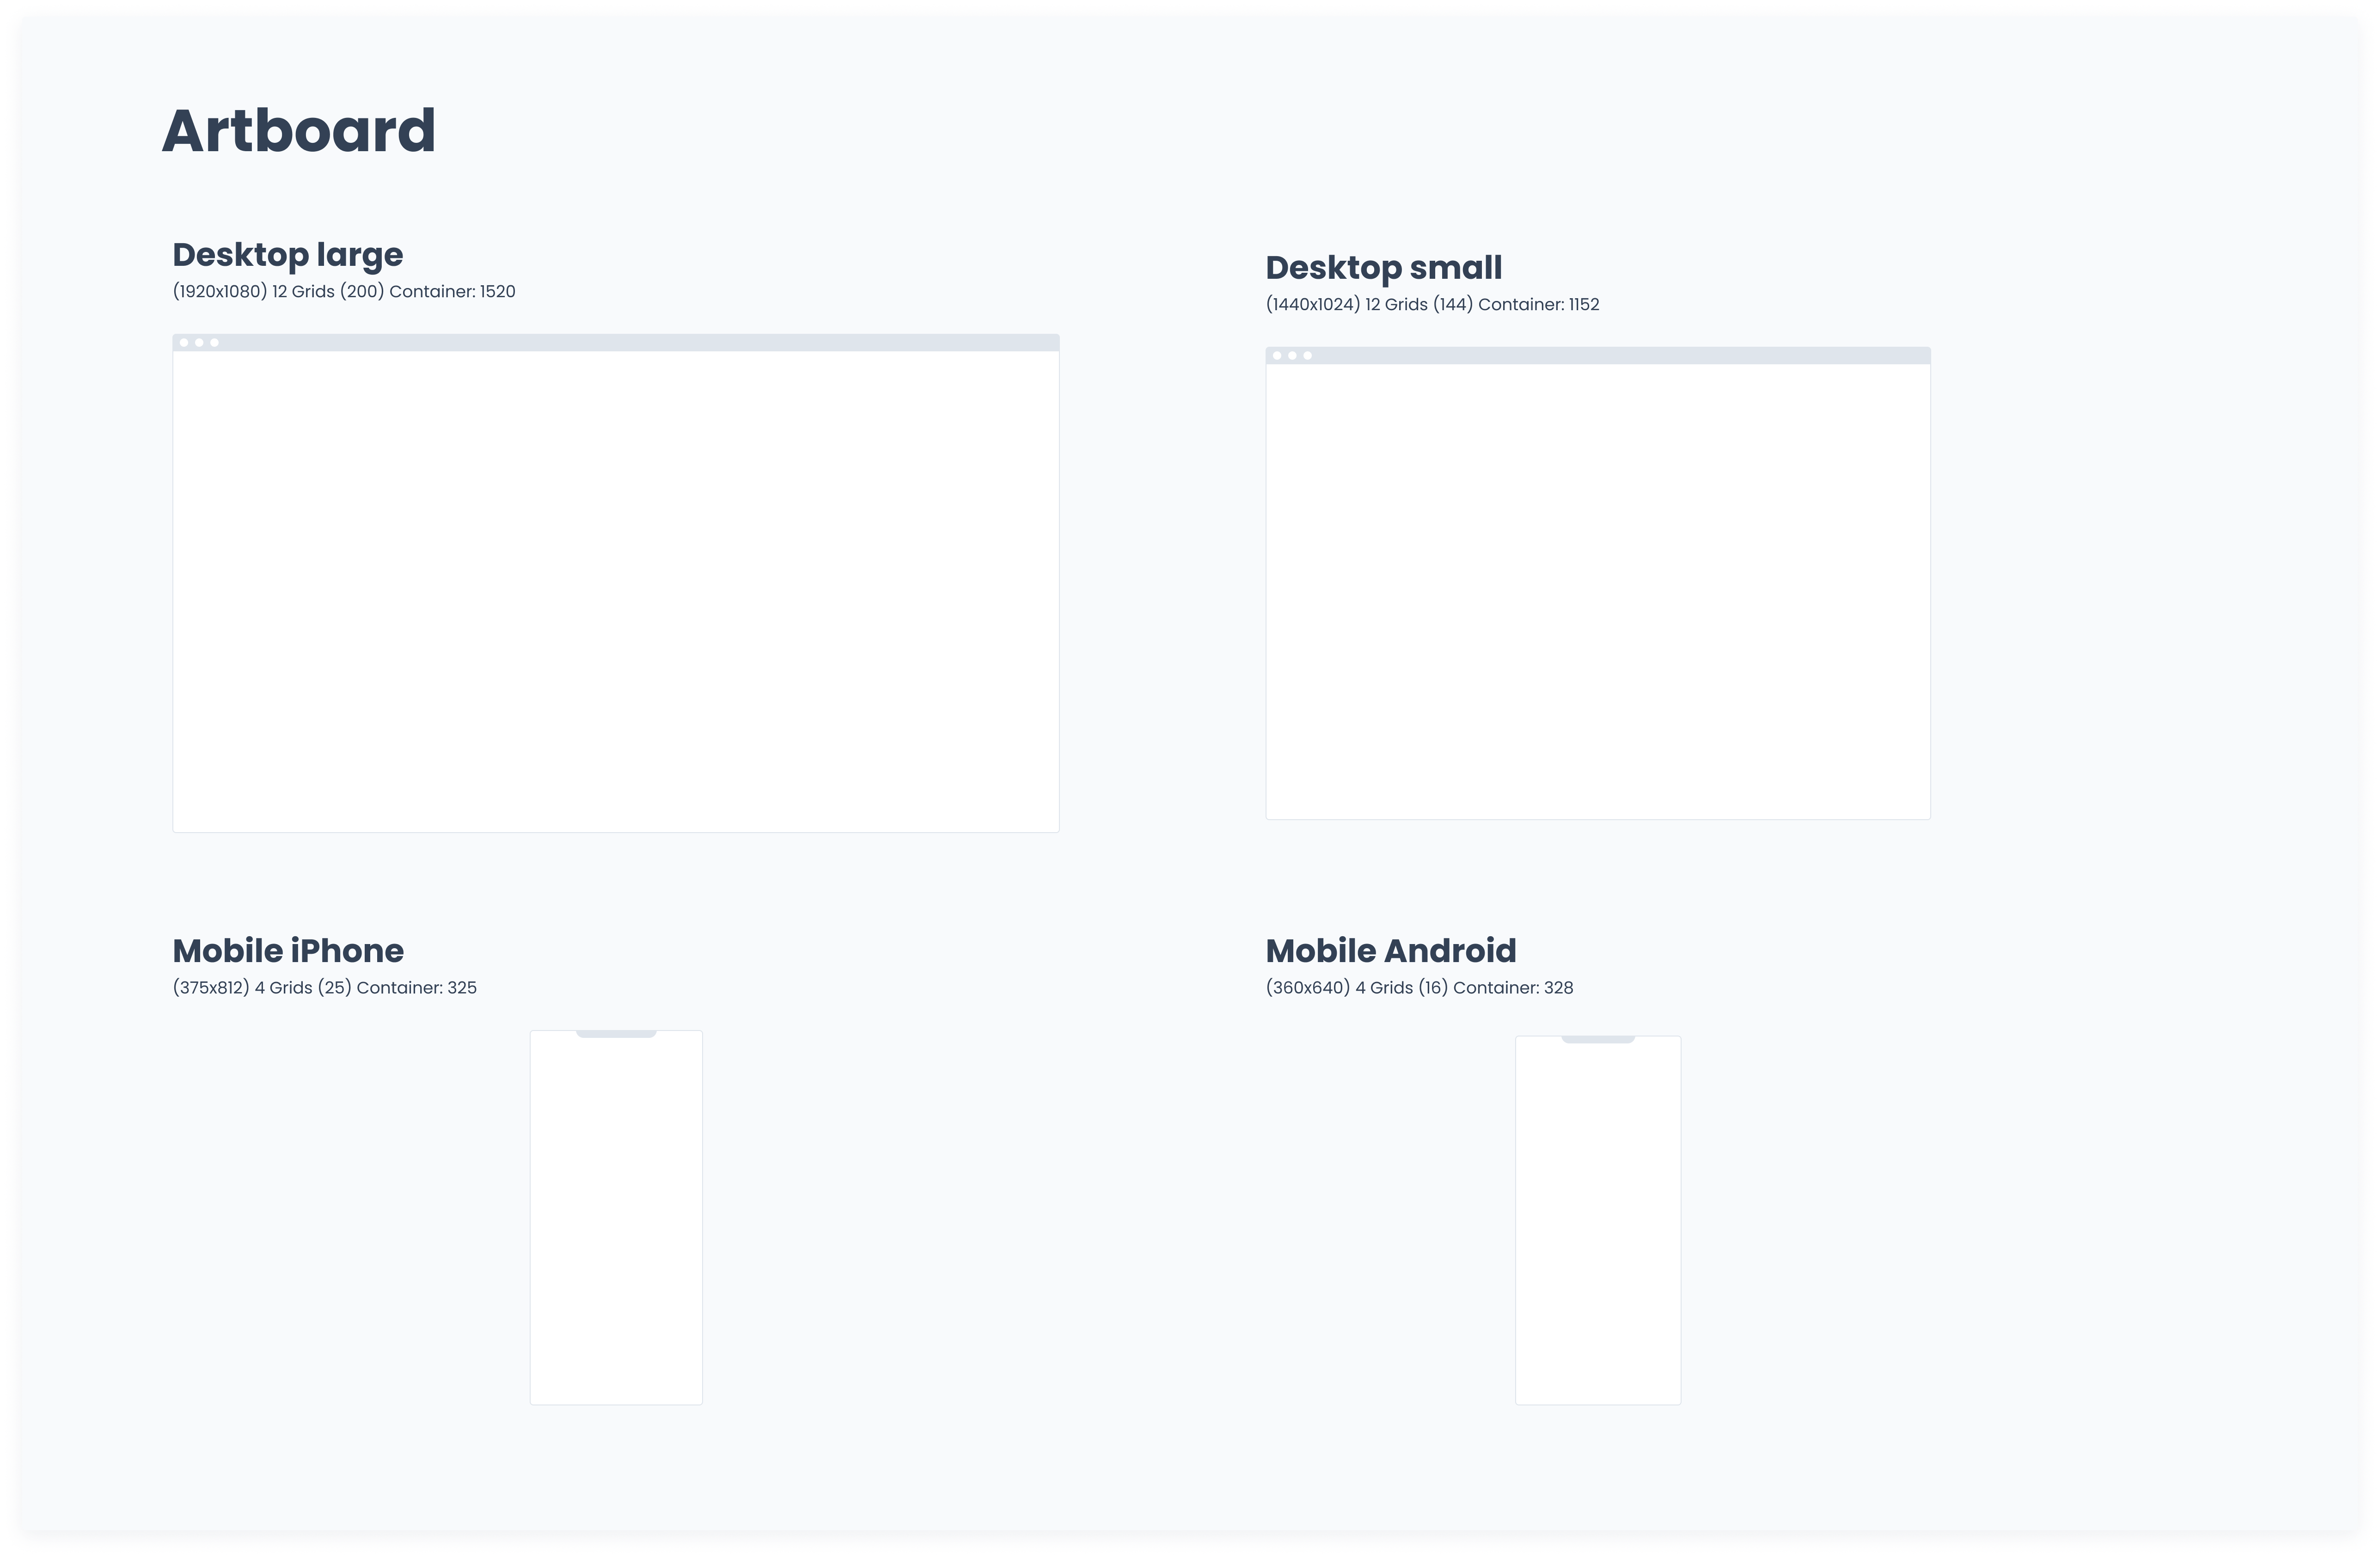 Artboard
Desktop large
(1920x1080) 12 Grids (200) Container: 1520
Desktop small
(1440x1024) 12 Grids (144) Container: 1152
Mobile iPhone
(375x812) 4 Grids (25) Container: 325
Mobile Android
(360x640) 4 Grids (16) Container: 328